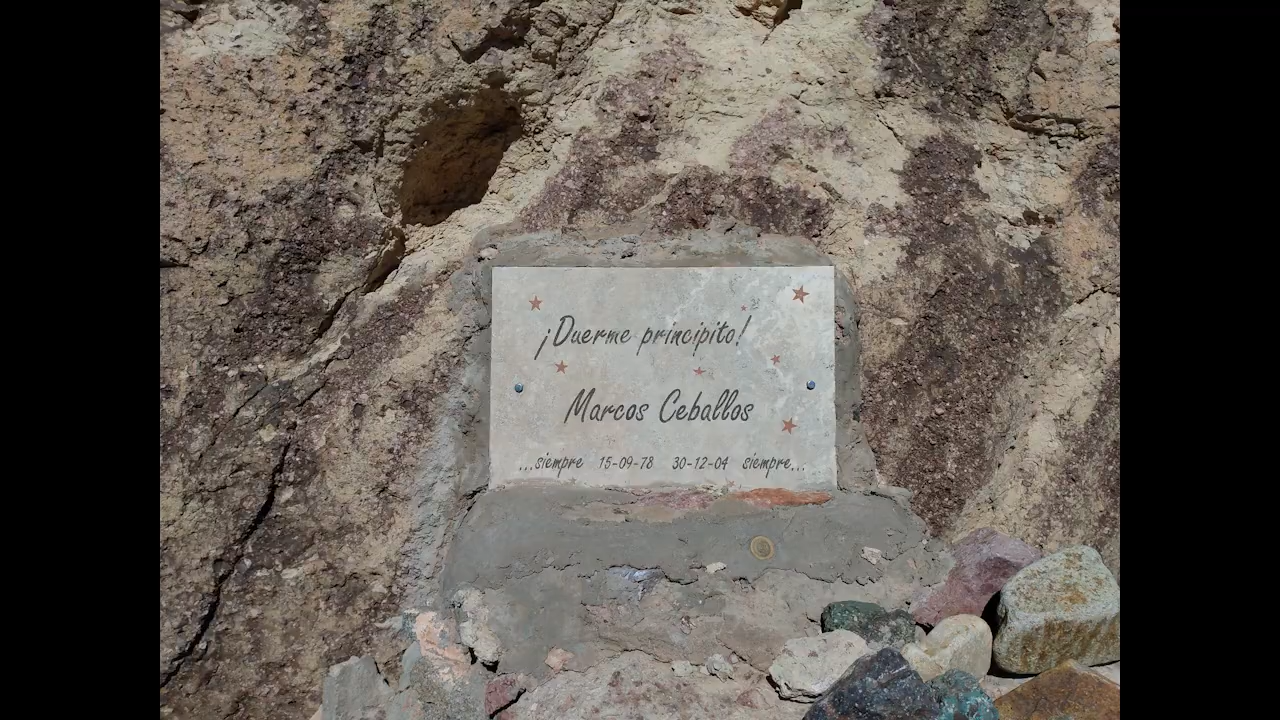 ¡Duerme principito!
Marcos Ceballos
...siempre 15-09-78 30-12-04 siempre...